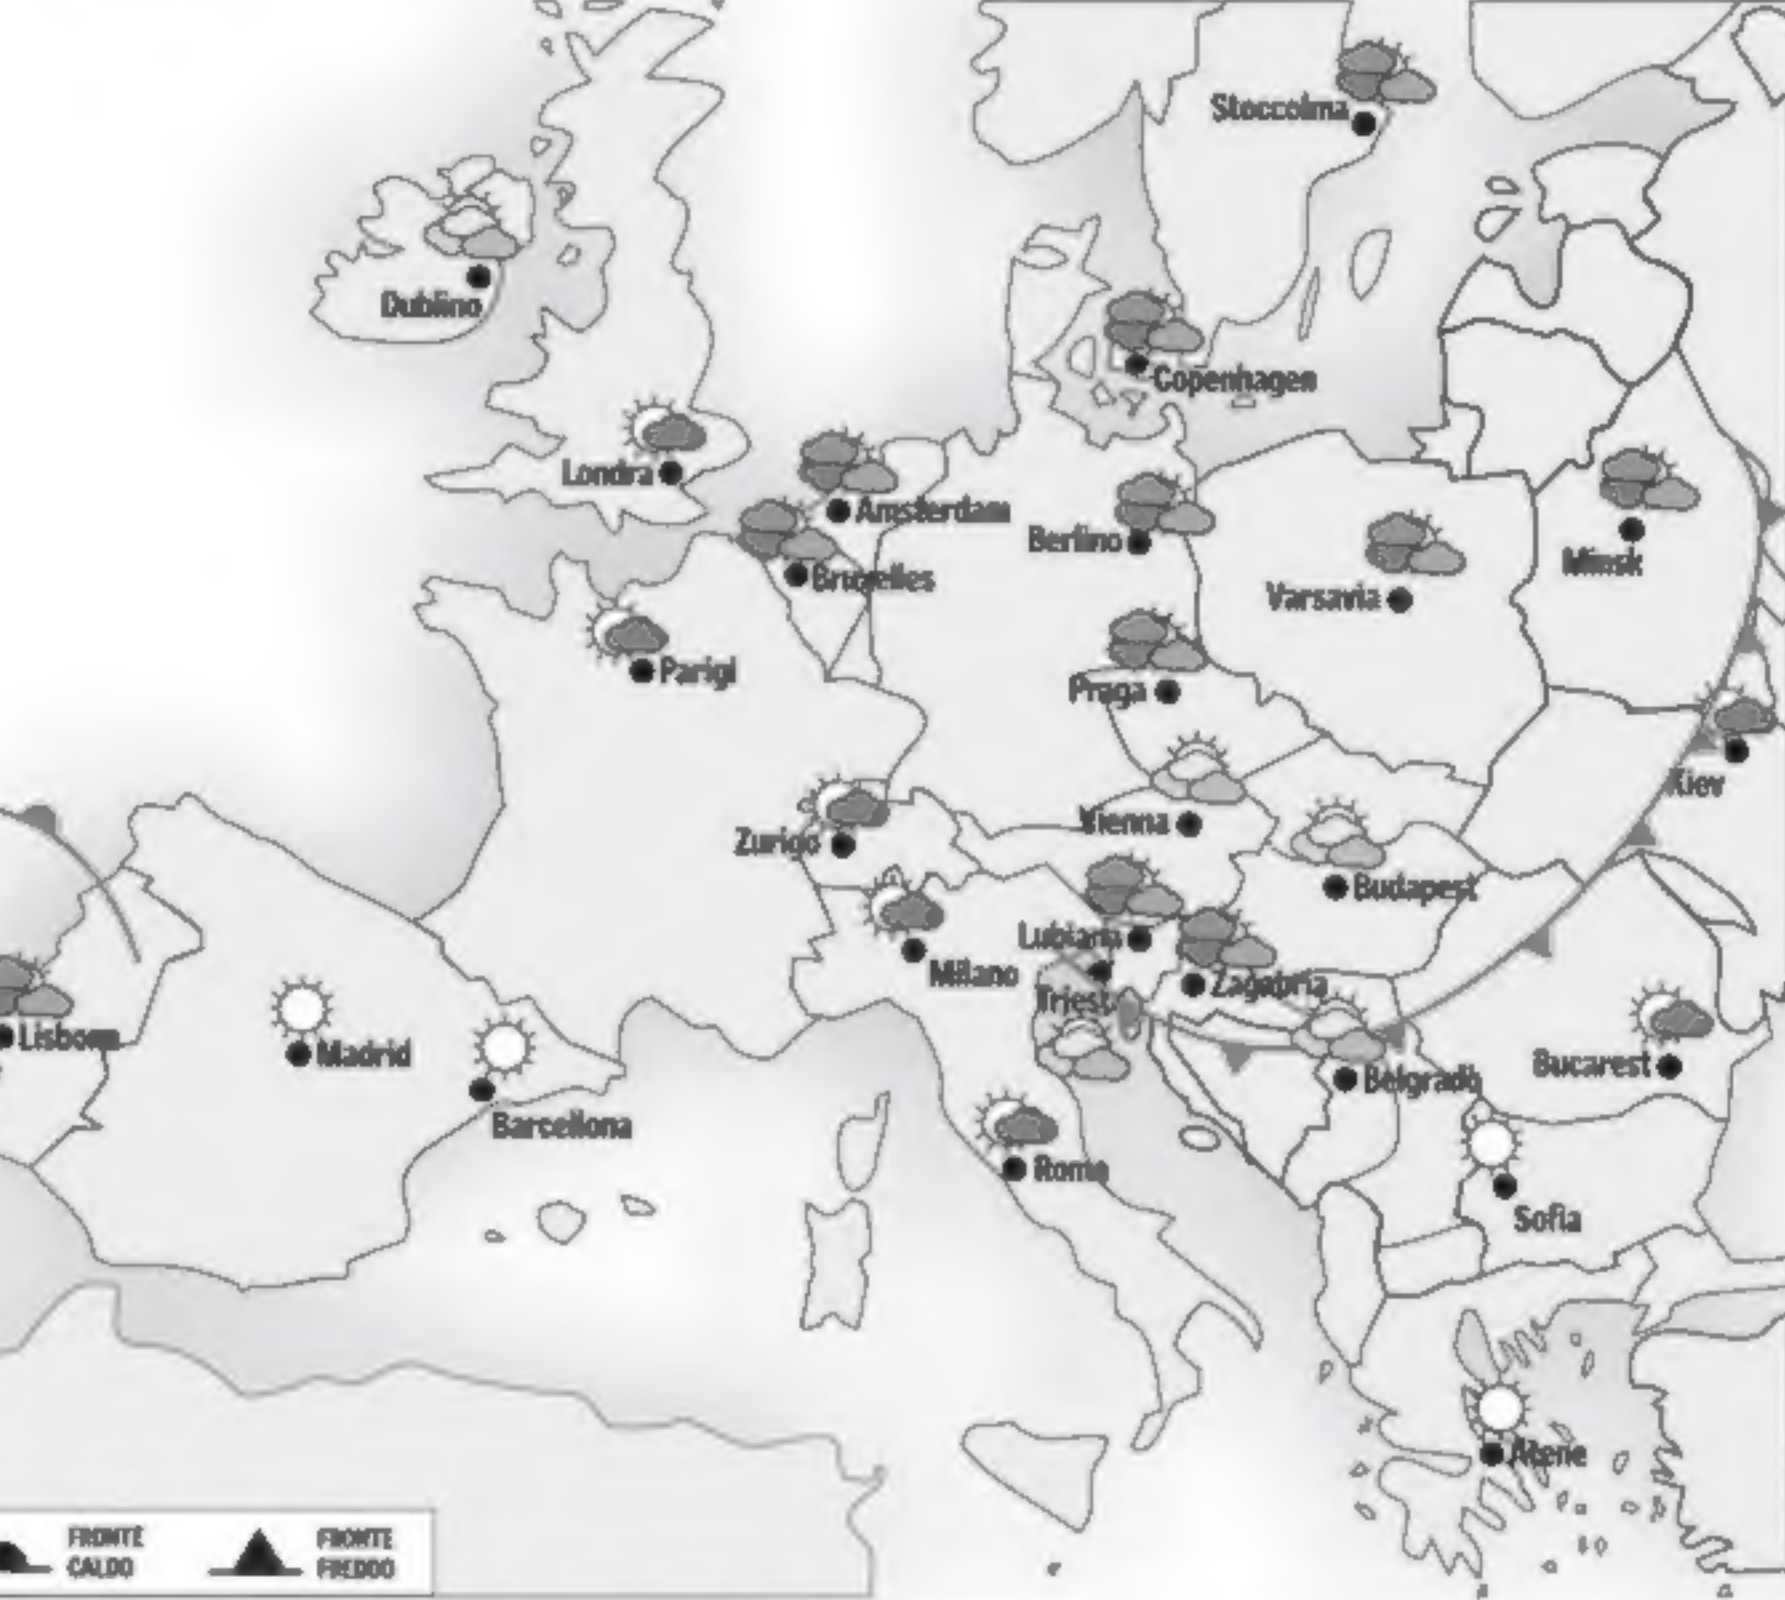 Stoccolma
Dublino
Copenhagen
Londra
Amsterdam
Berlino
Minsk
Bruxelles
Varsavia
Parigi
Praga
Kiev
Vienna
Zurigo
Budapest
Lubiana
Milano
Zagabria
Triest
Lisbona
Madrid
Belgrado
Bucarest
Barcellona
Roma
Sofia
Atene
FRONTE
CALDO
FRONTE
FREDDO